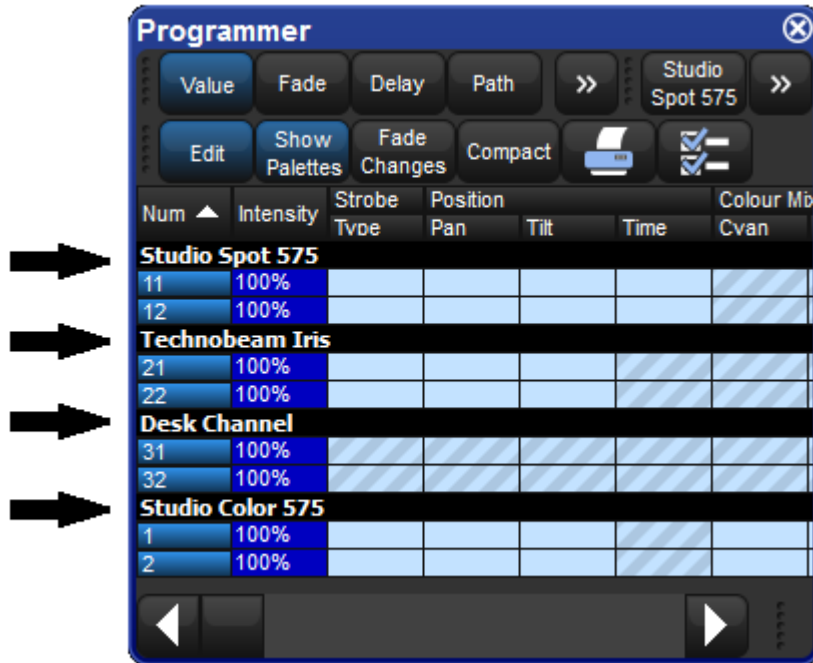 Programmer
Value Fade Delay Path Studio Spot 575
Edit Show Palettes Fade Changes Compact
Num Intensity Strobe Position Colour Mix
Type Pan Tilt Time Cyan
Studio Spot 575
11 100%
12 100%
Technobeam Iris
21 100%
22 100%
Desk Channel
31 100%
32 100%
Studio Color 575
1 100%
2 100%